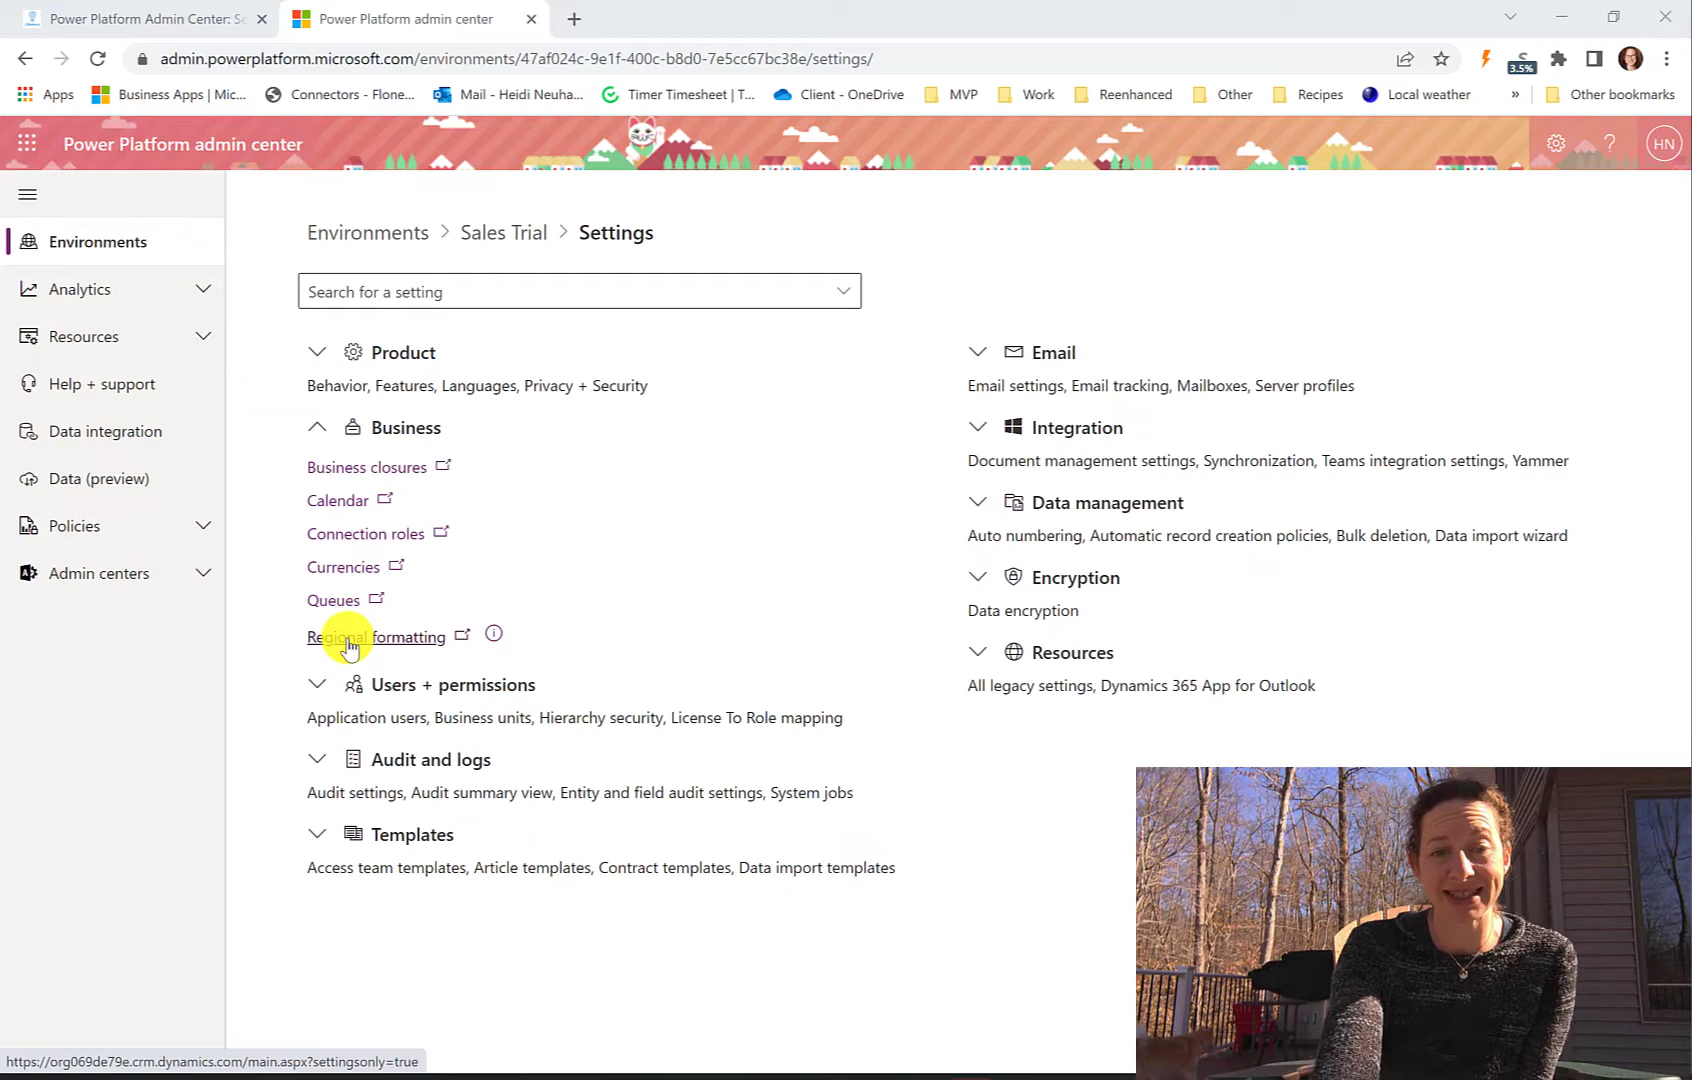 Power Platform Admin Center: Se
Power Platform admin center
admin.powerplatform.microsoft.com/environments/47af024c-9e1f-400c-b8d0-7e5cc67bc38e/settings/
3.5%
Apps
Business Apps | Mic...
Connectors - Flone...
Mail - Heidi Neuha...
Timer Timesheet | T...
Client - OneDrive
MVP
Work
Reenhanced
Other
Recipes
Local weather
»
Other bookmarks
Power Platform admin center
?
HN
Environments
Analytics
Resources
Help + support
Data integration
Data (preview)
Policies
Admin centers
Environments > Sales Trial > Settings
Search for a setting
Product
Behavior, Features, Languages, Privacy + Security
Business
Business closures
Calendar
Connection roles
Currencies
Queues
Regional formatting
Users + permissions
Application users, Business units, Hierarchy security, License To Role mapping
Audit and logs
Audit settings, Audit summary view, Entity and field audit settings, System jobs
Templates
Access team templates, Article templates, Contract templates, Data import templates
Email
Email settings, Email tracking, Mailboxes, Server profiles
Integration
Document management settings, Synchronization, Teams integration settings, Yammer
Data management
Auto numbering, Automatic record creation policies, Bulk deletion, Data import wizard
Encryption
Data encryption
Resources
All legacy settings, Dynamics 365 App for Outlook
https://org069de79e.crm.dynamics.com/main.aspx?settingsonly=true